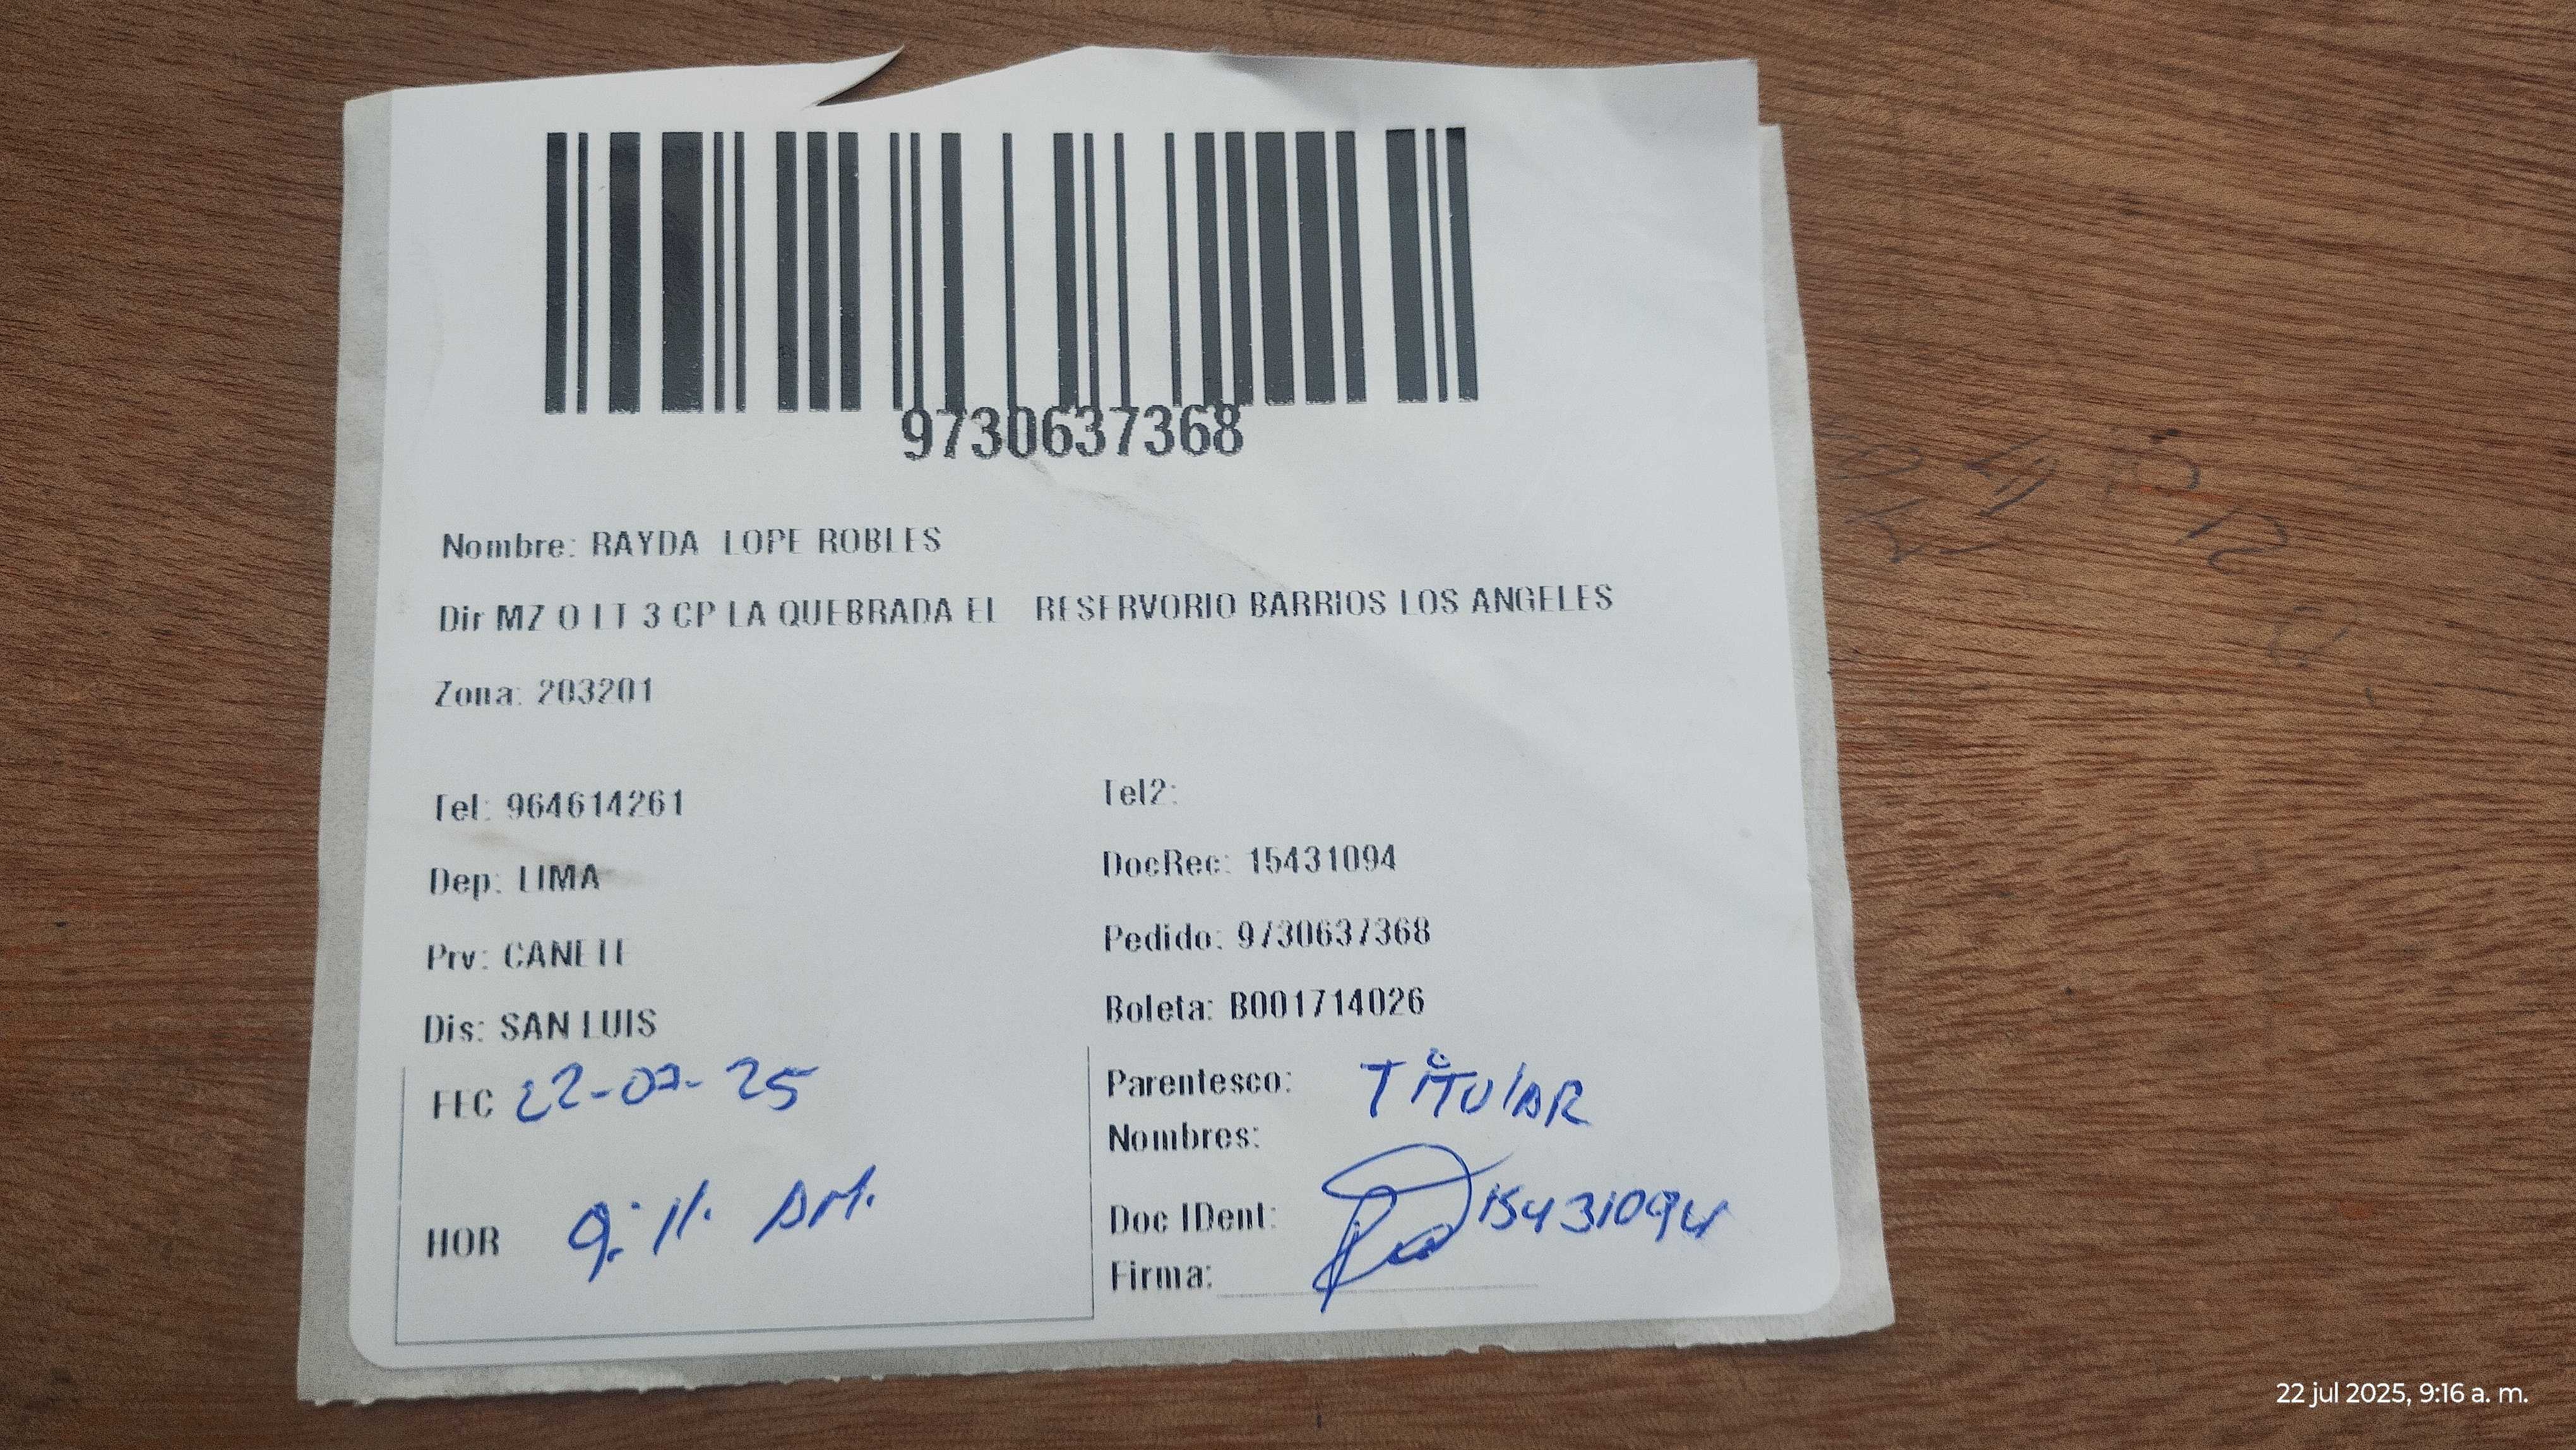 9730637368
Nombre: RAYDA LOPE ROBLES
Dir MZ O LT 3 CP LA QUEBRADA EL RESERVORIO BARRIOS LOS ANGELES
Zona: 203201
Tel: 964614261
Tel2:
Dep: LIMA
DocRec: 15431094
Prv: CANETE
Pedido: 9730637368
Dis: SAN LUIS
Boleta: B001714026
FEC 22-07-25
Parentesco: TITULAR
Nombres:
HOR 9:11. AM.
Doc IDent: 15431094
Firma:
22 jul 2025, 9:16 a. m.